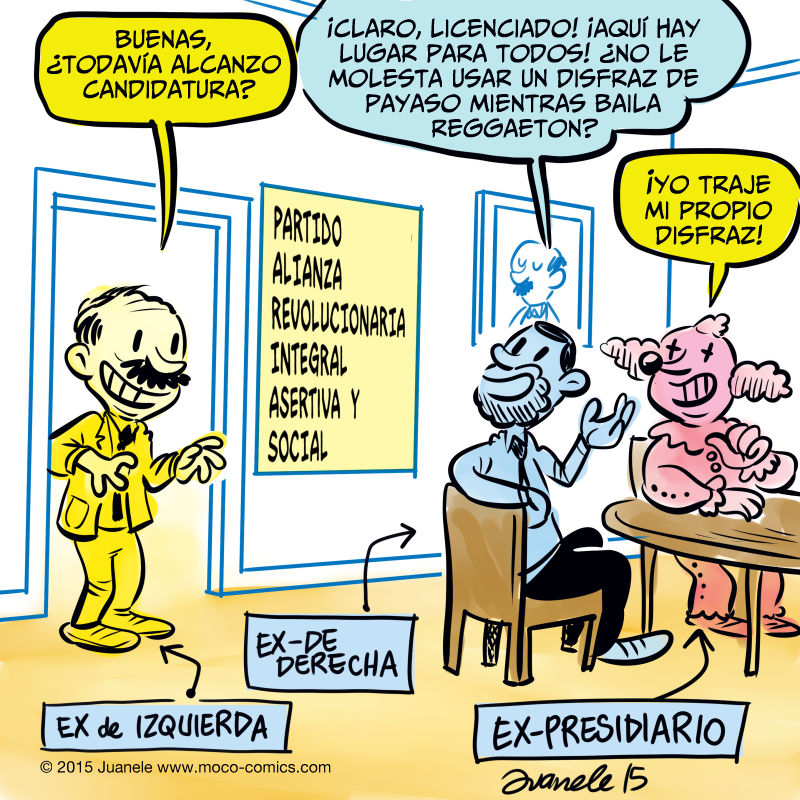 BUENAS,
¿TODAVÍA ALCANZO
CANDIDATURA?
¡CLARO, LICENCIADO! ¡AQUÍ HAY
LUGAR PARA TODOS! ¿NO LE
MOLESTA USAR UN DISFRAZ DE
PAYASO MIENTRAS BAILA
REGGAETON?
¡YO TRAJE
MI PROPIO
DISFRAZ!
PARTIDO
ALIANZA
REVOLUCIONARIA
INTEGRAL
ASERTIVA Y
SOCIAL
EX-DE
DERECHA
EX de IZQUIERDA
EX-PRESIDIARIO
© 2015 Juanele www.moco-comics.com
Juanele 15